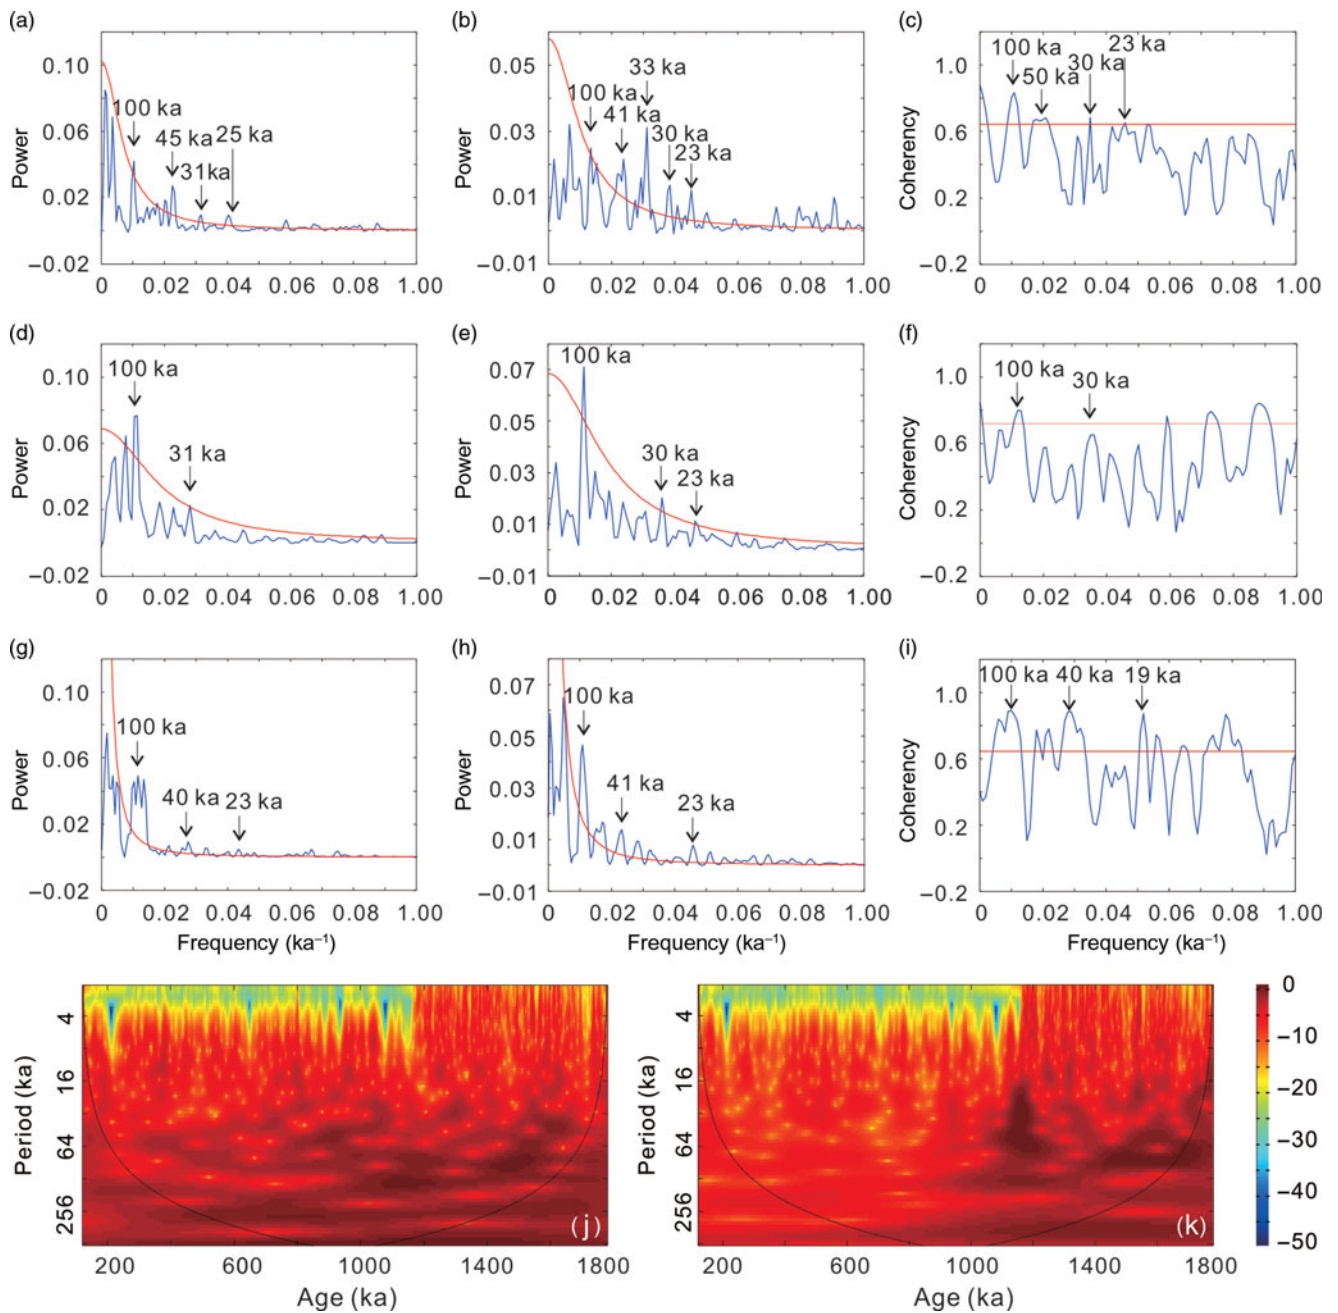 (a)
0.10
0.06
0.02
−0.02
Power
100 ka
45 ka
31ka
25 ka
0 0.02 0.04 0.06 0.08 1.00
(b)
0.05
0.03
0.01
−0.01
Power
33 ka
100 ka
41 ka
30 ka
23 ka
0 0.02 0.04 0.06 0.08 1.00
(c)
1.0
0.6
0.2
−0.2
Coherency
100 ka
50 ka
30 ka
23 ka
0 0.02 0.04 0.06 0.08 1.00
(d)
0.10
0.06
0.02
−0.02
Power
100 ka
31 ka
0 0.02 0.04 0.06 0.08 1.00
(e)
0.07
0.05
0.03
0.01
−0.01
Power
100 ka
30 ka
23 ka
0 0.02 0.04 0.06 0.08 1.00
(f)
1.0
0.6
0.2
−0.2
Coherency
100 ka
30 ka
0 0.02 0.04 0.06 0.08 1.00
(g)
0.10
0.06
0.02
−0.02
Power
100 ka
40 ka
23 ka
0 0.02 0.04 0.06 0.08 1.00
Frequency (ka⁻¹)
(h)
0.07
0.05
0.03
0.01
−0.01
Power
100 ka
41 ka
23 ka
0 0.02 0.04 0.06 0.08 1.00
Frequency (ka⁻¹)
(i)
1.0
0.6
0.2
−0.2
Coherency
100 ka
40 ka
19 ka
0 0.02 0.04 0.06 0.08 1.00
Frequency (ka⁻¹)
4
16
64
256
Period (ka)
(j)
200 600 1000 1400 1800
Age (ka)
4
16
64
256
Period (ka)
(k)
200 600 1000 1400 1800
Age (ka)
0
−10
−20
−30
−40
−50